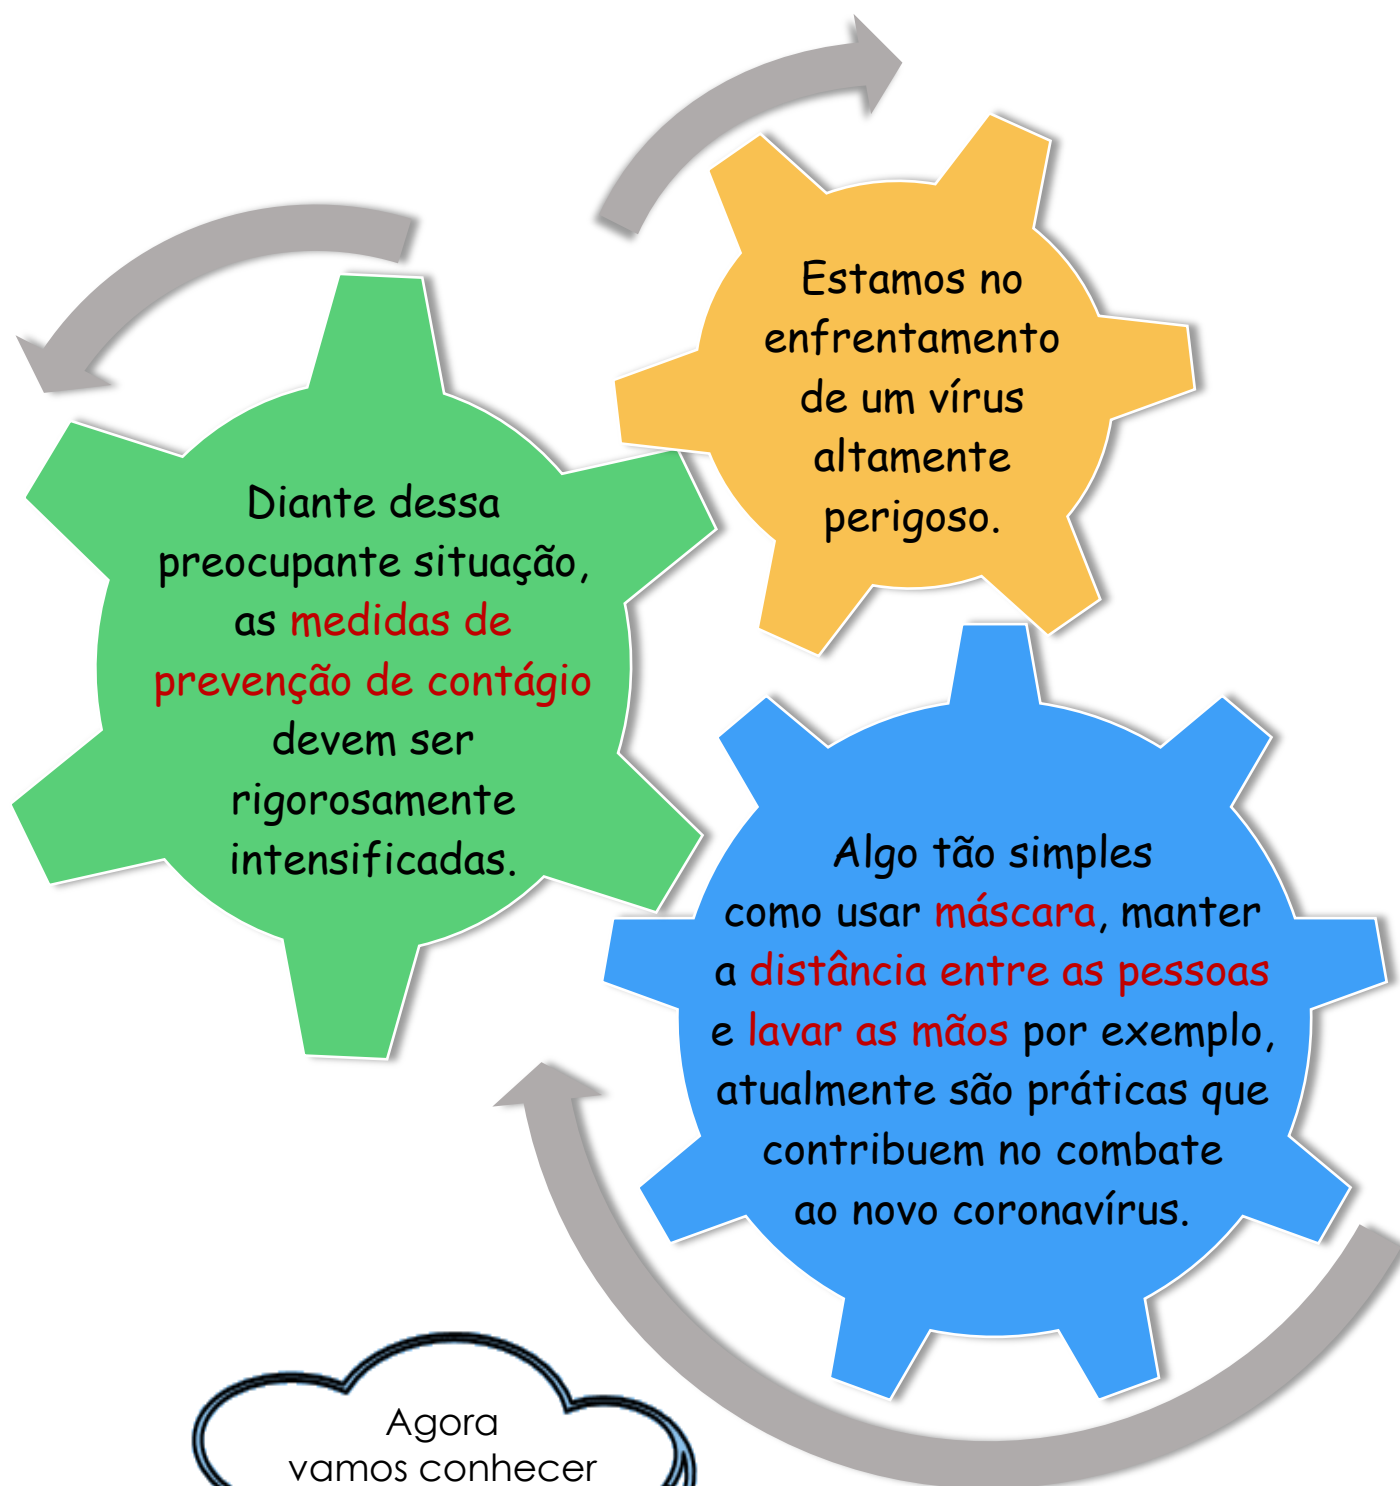 Estamos no
enfrentamento
de um vírus
altamente
perigoso.
Diante dessa
preocupante situação,
as medidas de
prevenção de contágio
devem ser
rigorosamente
intensificadas.
Algo tão simples
como usar máscara, manter
a distância entre as pessoas
e lavar as mãos por exemplo,
atualmente são práticas que
contribuem no combate
ao novo coronavírus.
Agora
vamos conhecer